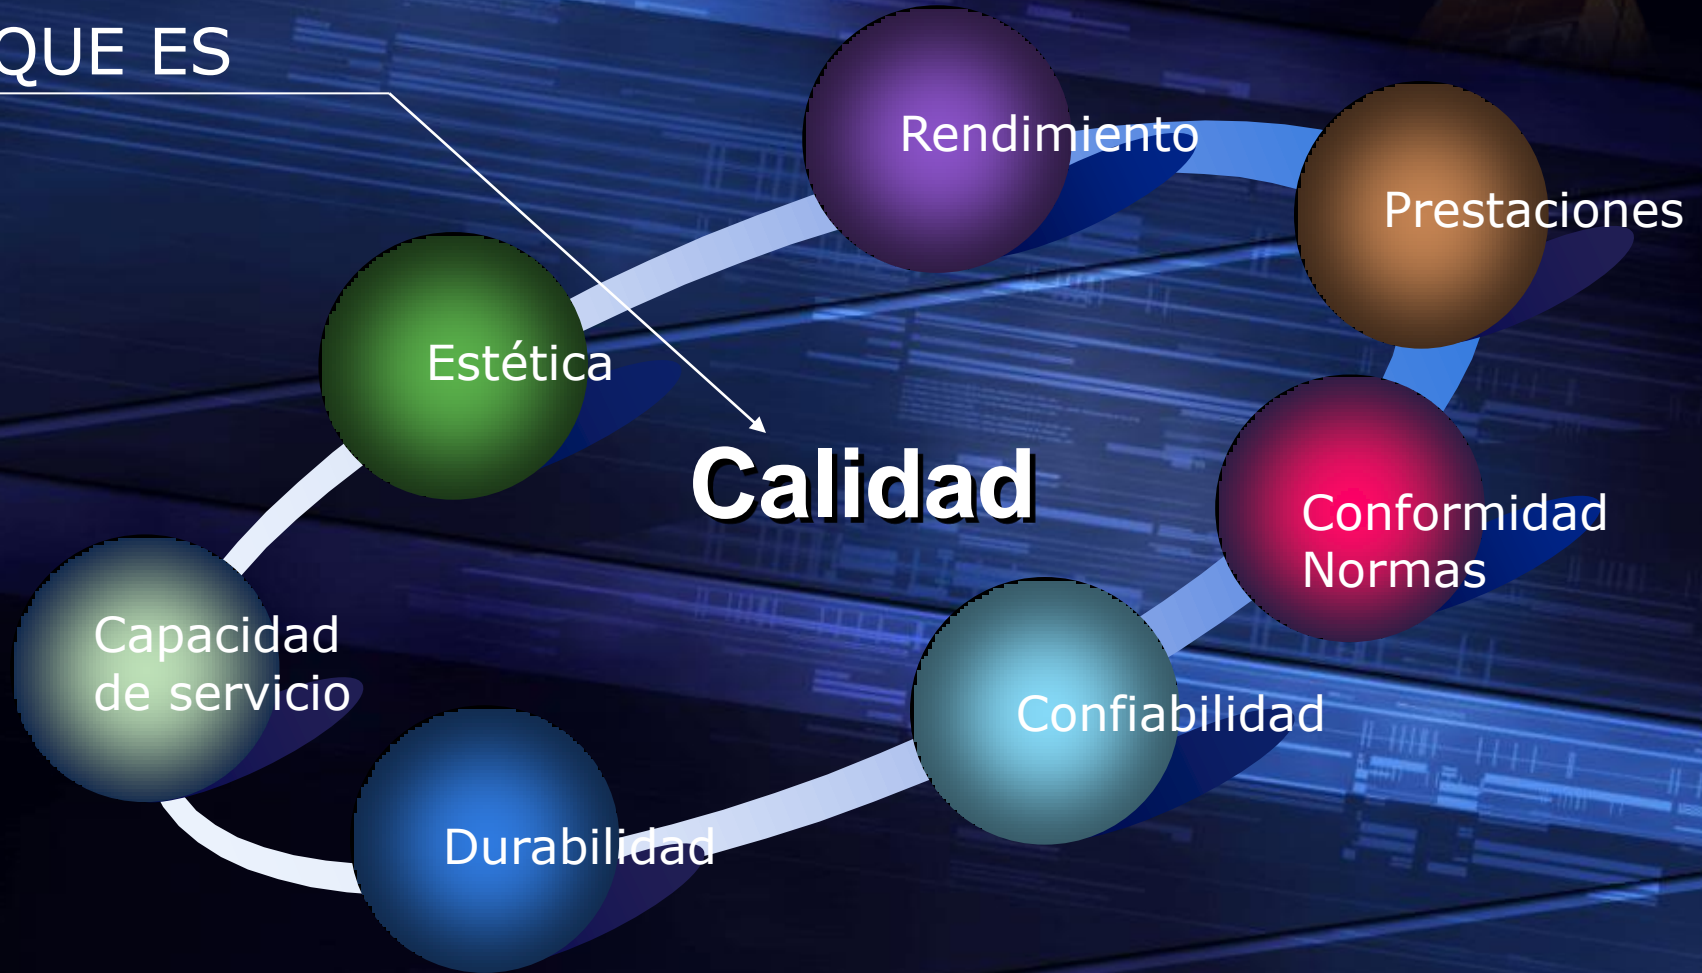 QUE ES
Rendimiento
Prestaciones
Estética
Calidad
Conformidad
Normas
Capacidad
de servicio
Confiabilidad
Durabilidad